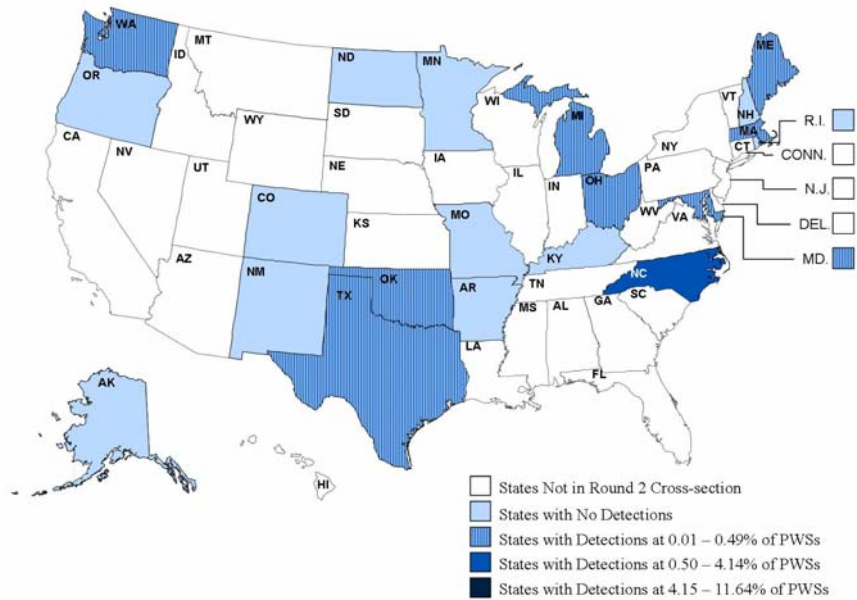 WA
MT
ME
ID
ND
MN
OR
VT
WI
SD
NH
MI
MA
R.I.
WY
NY
CT
CONN.
CA
IA
NV
NE
PA
N.J.
UT
IL
IN
OH
CO
WV
VA
DEL.
KS
MO
KY
MD.
AZ
NM
OK
TN
NC
TX
AR
SC
MS
AL
GA
LA
FL
AK
HI
States Not in Round 2 Cross-section
States with No Detections
States with Detections at 0.01 – 0.49% of PWSs
States with Detections at 0.50 – 4.14% of PWSs
States with Detections at 4.15 – 11.64% of PWSs